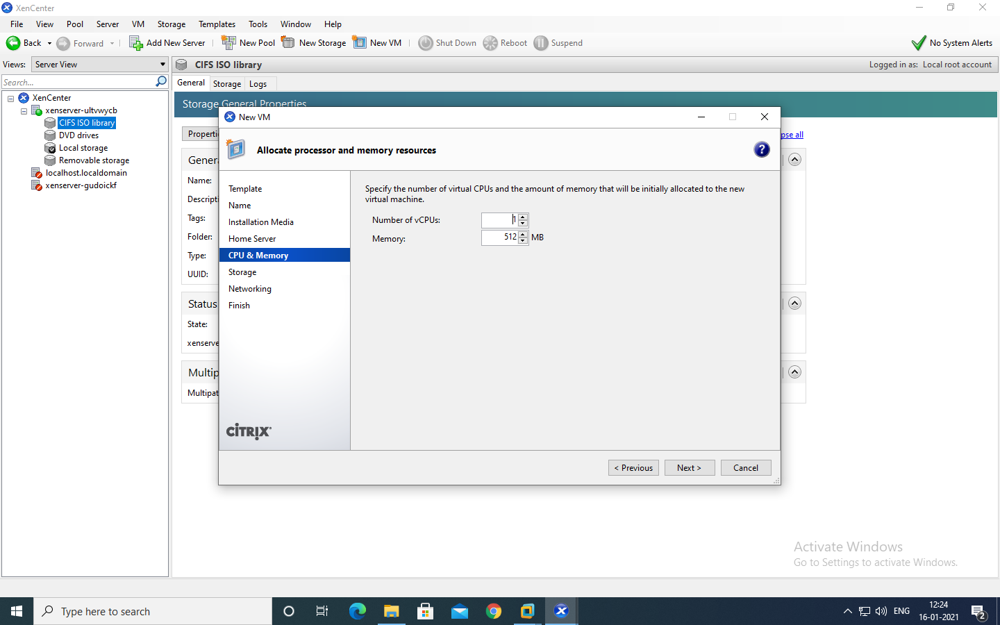 XenCenter
File View Pool Server VM Storage Templates Tools Window Help
Back Forward Add New Server New Pool New Storage New VM Shut Down Reboot Suspend No System Alerts
Views: Server View
CIFS ISO library
Logged in as: Local root account
Search...
General Storage Logs
XenCenter
xenserver-ultvwycb
CIFS ISO library
DVD drives
Local storage
Removable storage
localhost.localdomain
xenserver-gudoickf
Storage General Properties
Properti
pse all
Genera
Name:
Descripti
Tags:
Folder:
Type:
UUID:
Status
State:
xenserve
Multip
Multipat
New VM
Allocate processor and memory resources
?
Template
Name
Installation Media
Home Server
CPU & Memory
Storage
Networking
Finish
CITRIX
Specify the number of virtual CPUs and the amount of memory that will be initially allocated to the new
virtual machine.
Number of vCPUs: 1
Memory: 512 MB
< Previous Next > Cancel
Activate Windows
Go to Settings to activate Windows.
Type here to search
ENG
12:24
16-01-2021
2